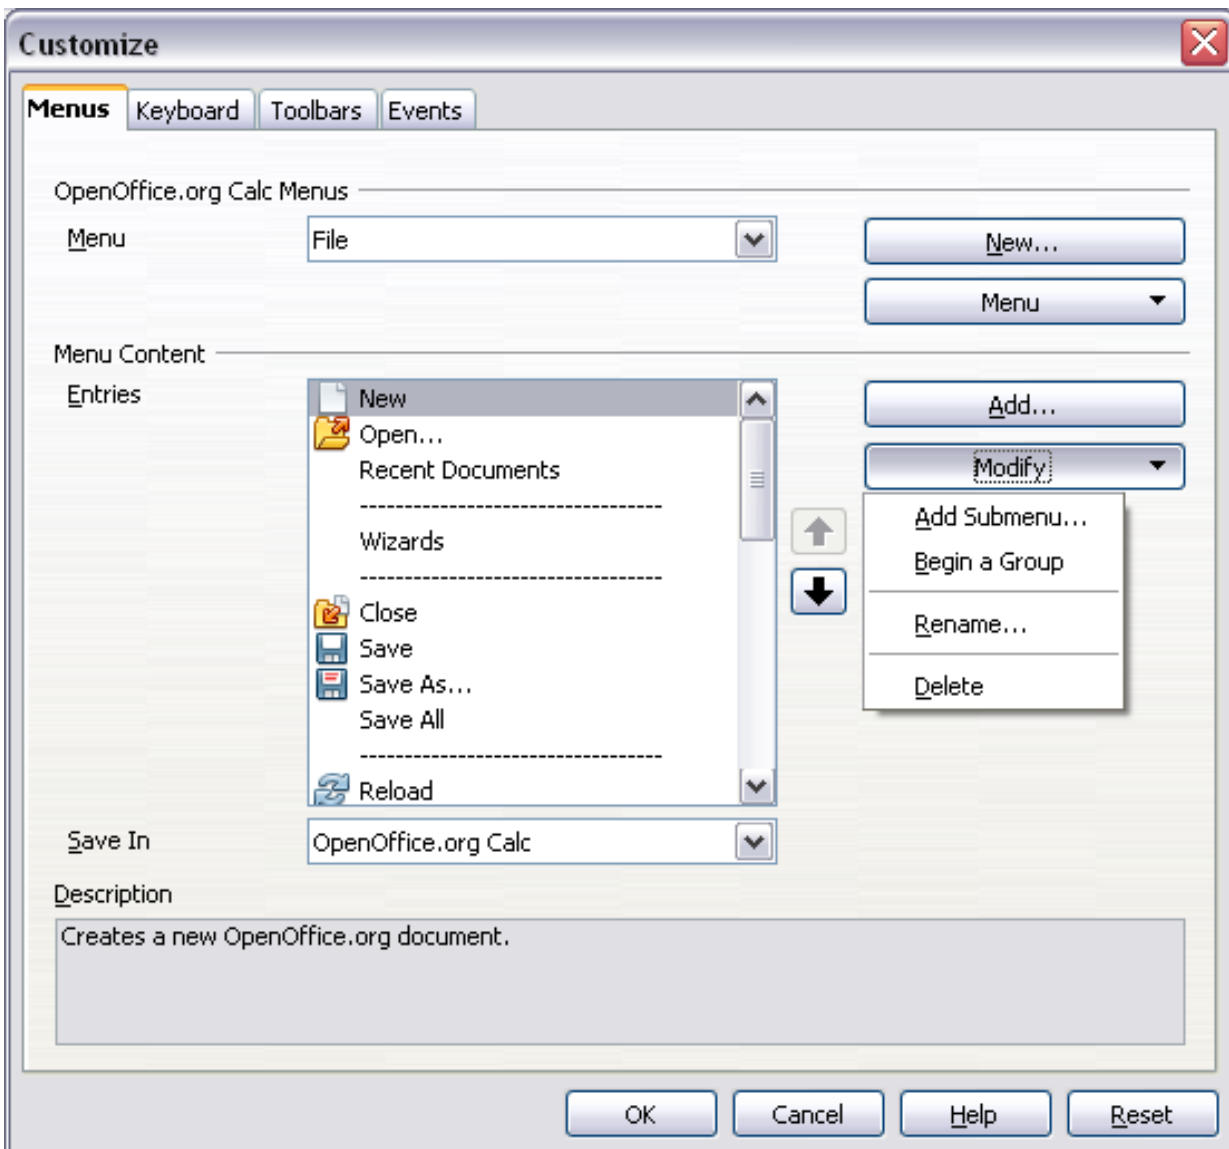 Customize
Menus Keyboard Toolbars Events
OpenOffice.org Calc Menus
Menu File New...
Menu
Menu Content
Entries New Add...
Open... Modify
Recent Documents
---------------------------------- Add Submenu...
Wizards Begin a Group
----------------------------------
Close Rename...
Save
Save As... Delete
Save All
----------------------------------
Reload
Save In OpenOffice.org Calc
Description
Creates a new OpenOffice.org document.
OK Cancel Help Reset